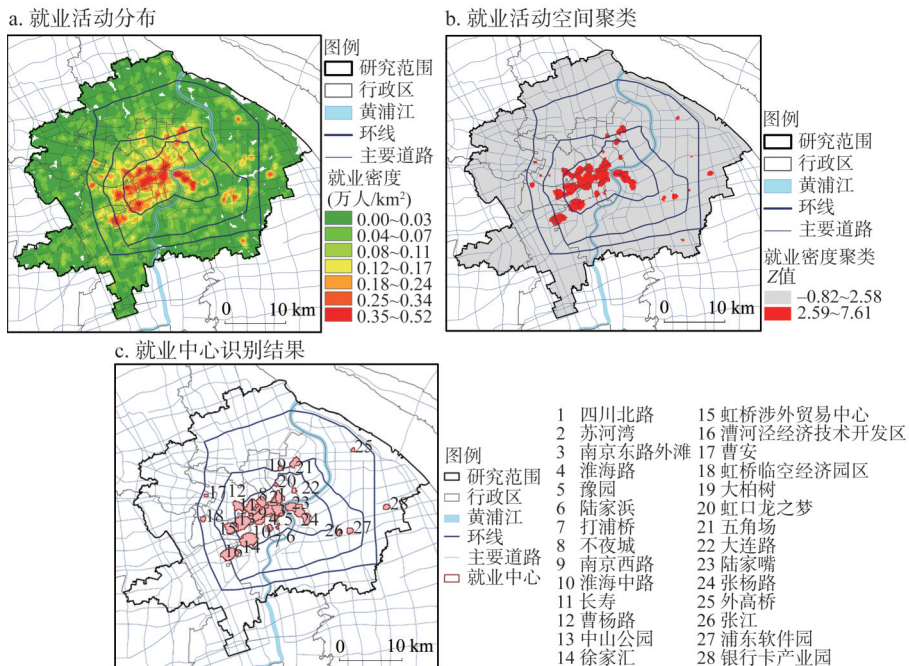 a. 就业活动分布
图例
研究范围
行政区
黄浦江
环线
主要道路
就业密度
(万人/km²)
0.00~0.03
0.04~0.07
0.08~0.11
0.12~0.17
0.18~0.24
0.25~0.34
0.35~0.52
0 10 km
b. 就业活动空间聚类
图例
研究范围
行政区
黄浦江
环线
主要道路
就业密度聚类
Z值
−0.82~2.58
2.59~7.61
0 10 km
c. 就业中心识别结果
25
19
21
20
22
17
12
18
24
26
27
28
16
14
0 10 km
图例
研究范围
行政区
黄浦江
环线
主要道路
就业中心
1 四川北路
2 苏河湾
3 南京东路外滩
4 淮海路
5 豫园
6 陆家浜
7 打浦桥
8 不夜城
9 南京西路
10 淮海中路
11 长寿
12 曹杨路
13 中山公园
14 徐家汇
15 虹桥涉外贸易中心
16 漕河泾经济技术开发区
17 曹安
18 虹桥临空经济园区
19 大柏树
20 虹口龙之梦
21 五角场
22 大连路
23 陆家嘴
24 张杨路
25 外高桥
26 张江
27 浦东软件园
28 银行卡产业园